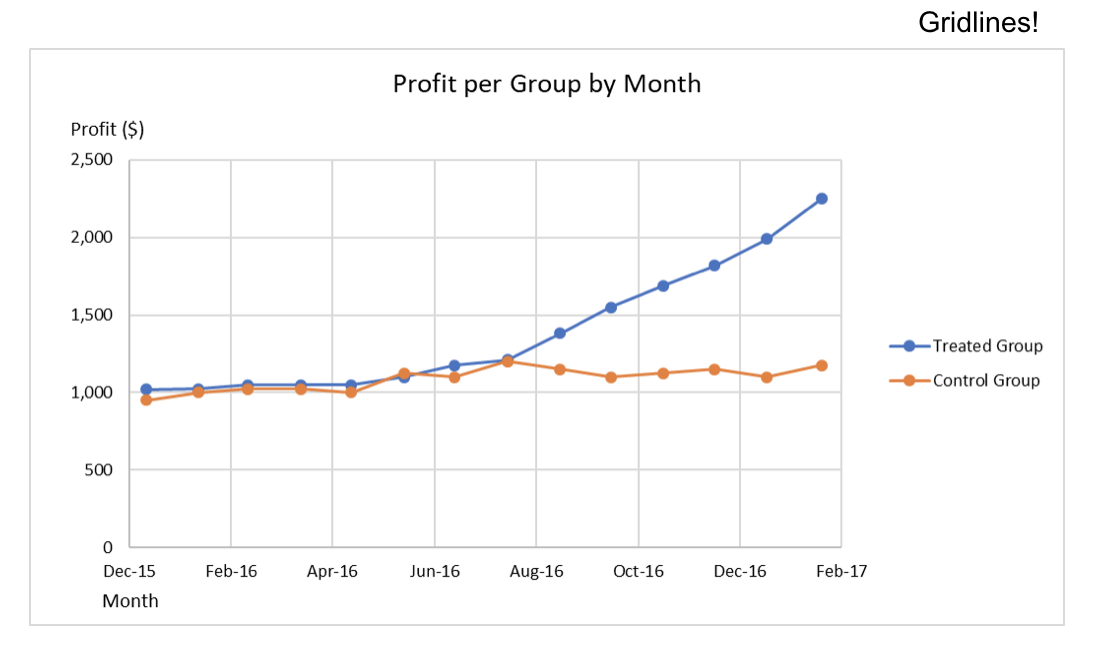 Gridlines!
Profit per Group by Month
Profit ($)
2,500
2,000
1,500
1,000
500
0
Dec-15 Feb-16 Apr-16 Jun-16 Aug-16 Oct-16 Dec-16 Feb-17
Month
Treated Group
Control Group